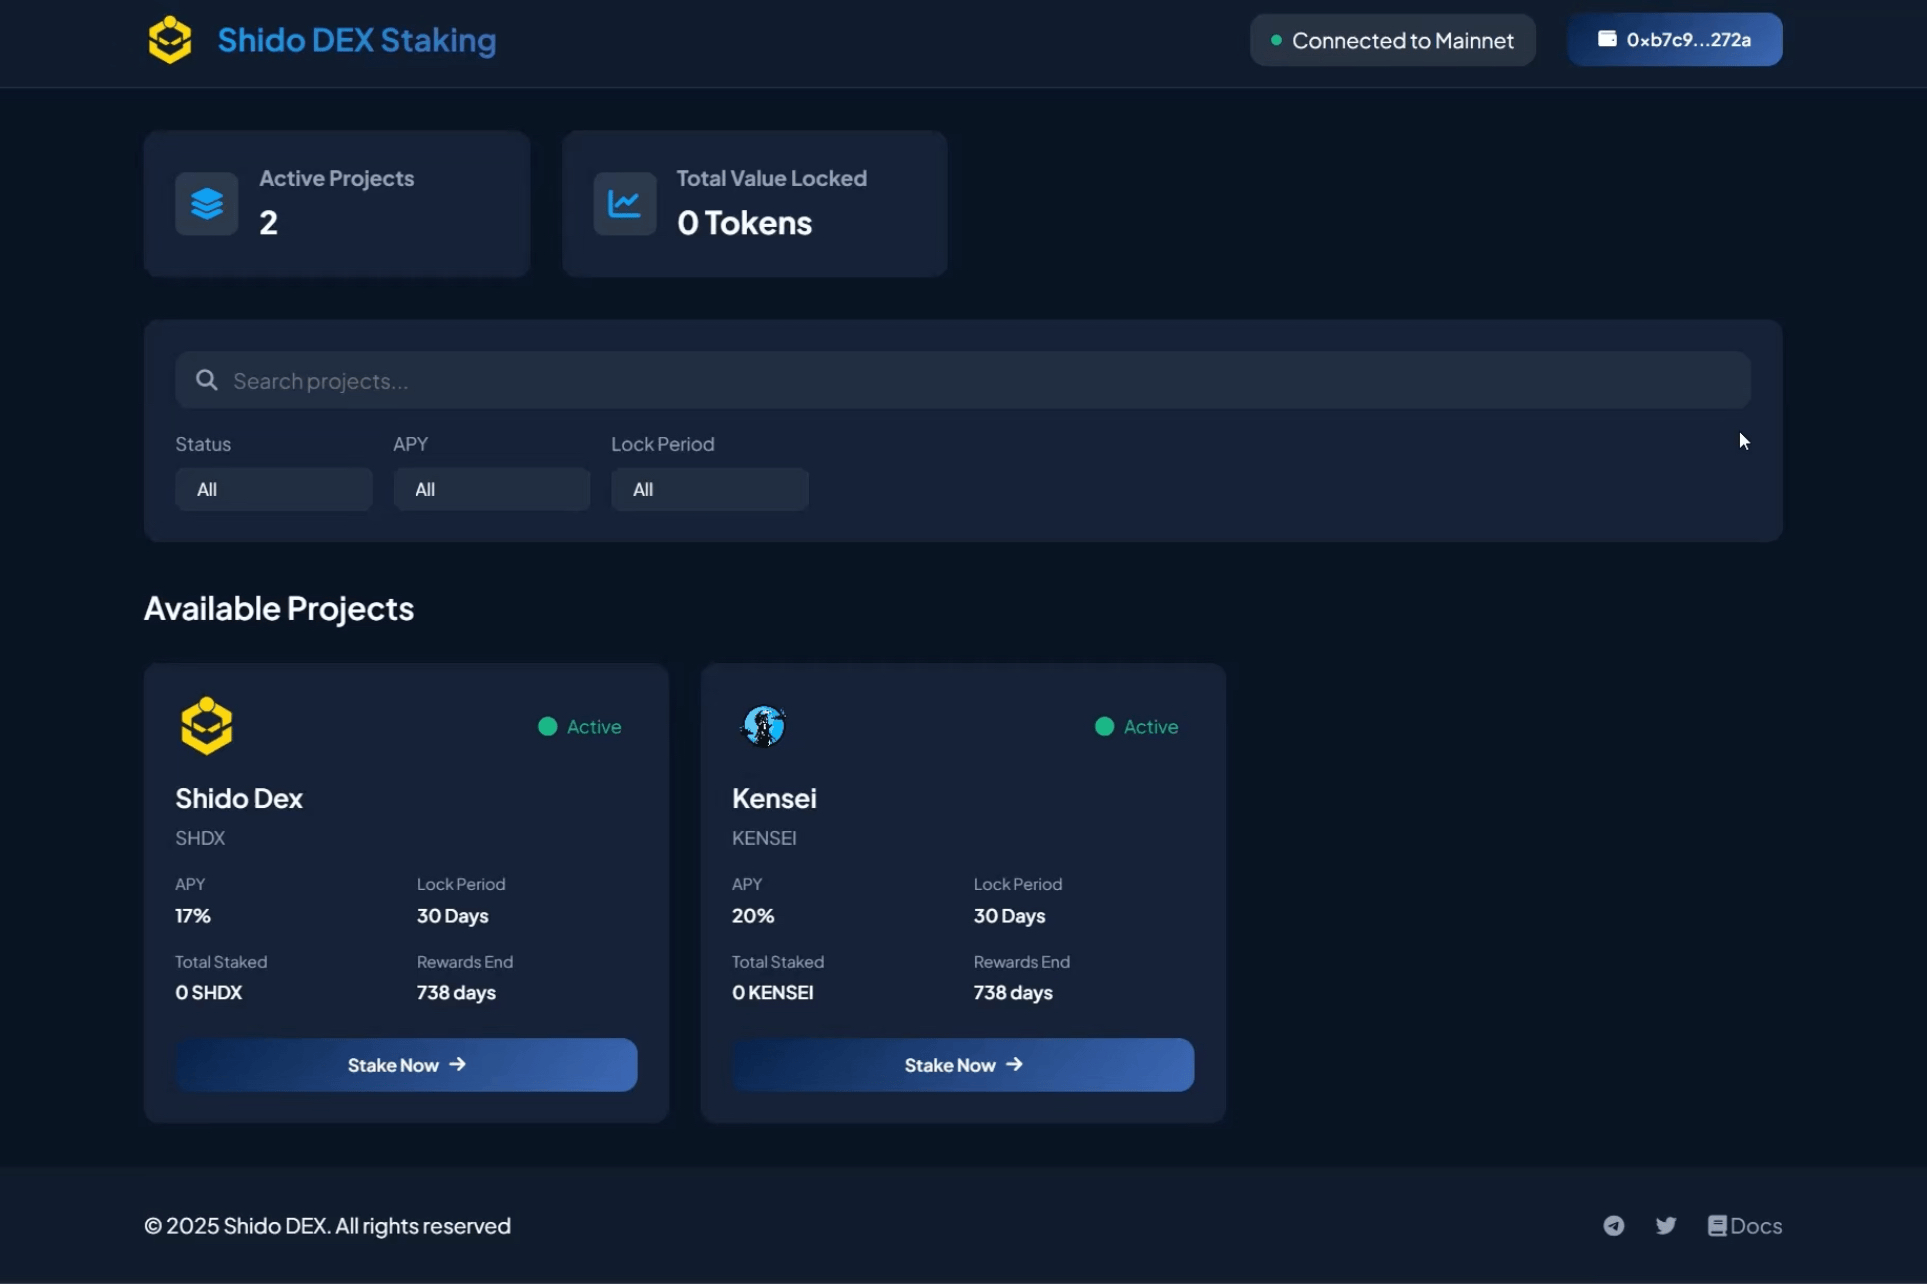 Shido DEX Staking
Connected to Mainnet
0xb7c9...272a
Active Projects
2
Total Value Locked
0 Tokens
Search projects...
Status
APY
Lock Period
All
All
All
Available Projects
Active
Shido Dex
SHDX
APY
Lock Period
17%
30 Days
Total Staked
Rewards End
0 SHDX
738 days
Stake Now →
Active
Kensei
KENSEI
APY
Lock Period
20%
30 Days
Total Staked
Rewards End
0 KENSEI
738 days
Stake Now →
© 2025 Shido DEX. All rights reserved
Docs